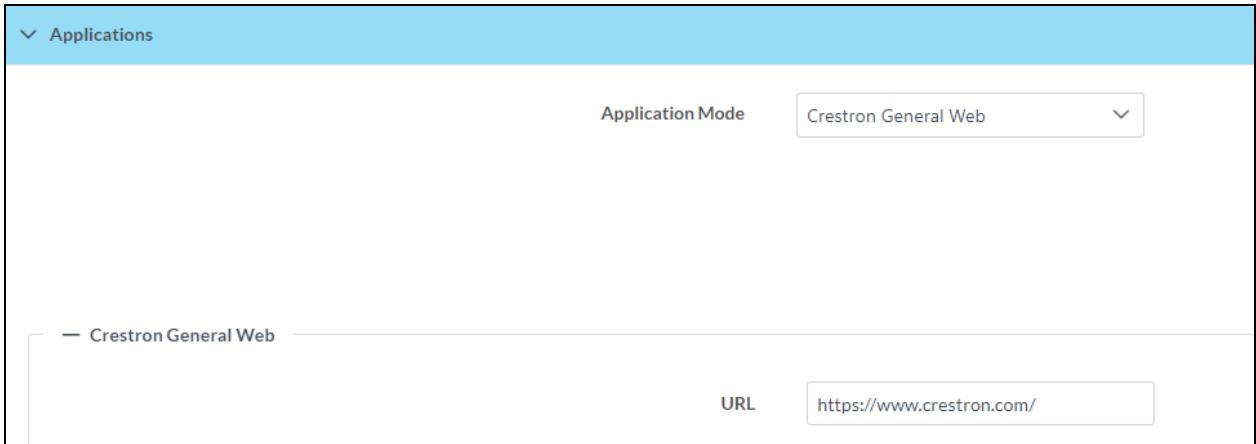 Applications
Application Mode
Crestron General Web
Crestron General Web
URL
https://www.crestron.com/